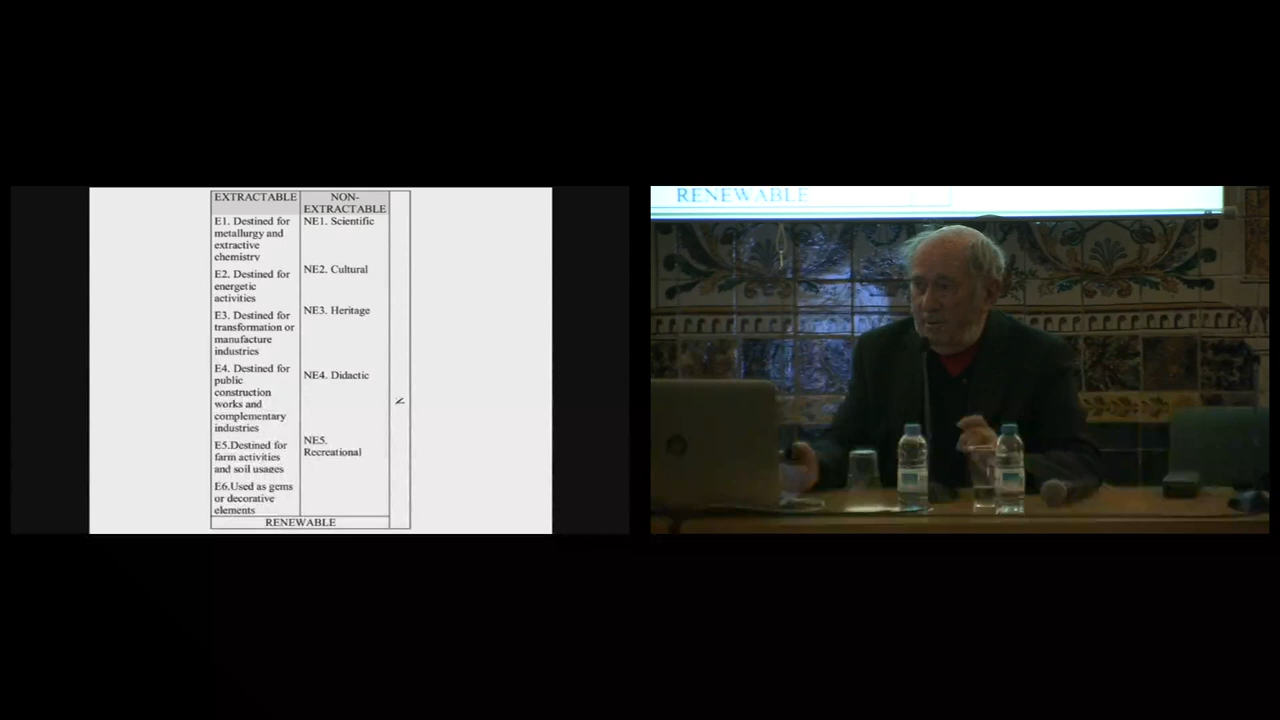 EXTRACTABLE
NON-
EXTRACTABLE
E1. Destined for
metallurgy and
extractive
chemistry
NE1. Scientific
E2. Destined for
energetic
activities
NE2. Cultural
E3. Destined for
transformation or
manufacture
industries
NE3. Heritage
E4. Destined for
public
construction
works and
complementary
industries
NE4. Didactic
E5.Destined for
farm activities
and soil usages
NE5.
Recreational
E6.Used as gems
or decorative
elements
RENEWABLE
RENEWABLE